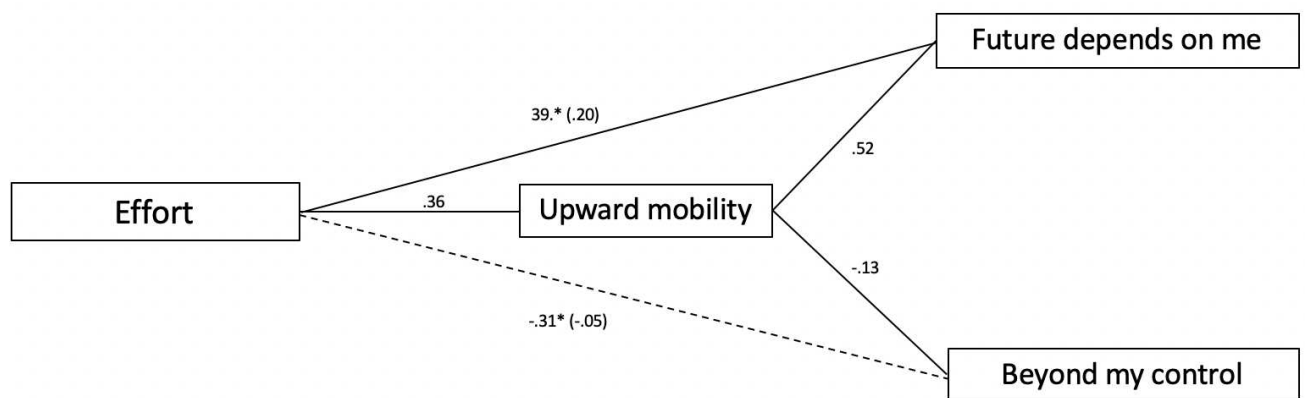 Future depends on me
39.* (.20)
.52
Effort
.36
Upward mobility
-.13
-.31* (-.05)
Beyond my control